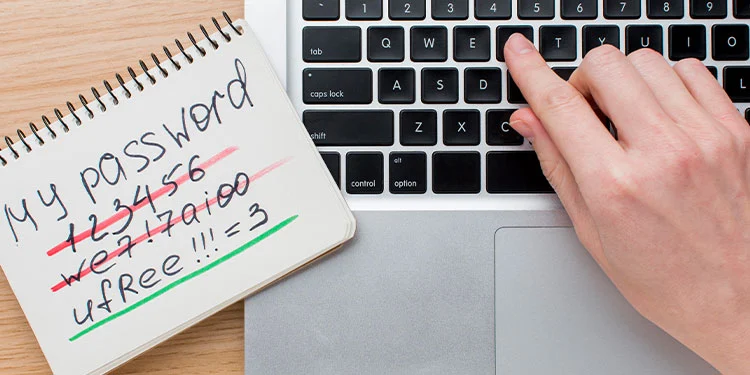 My password
123456
we7!7aioo
ufRee!!!=3
1 2 3 4 5 6 7 8 9
tab Q W E T Y U I O
caps lock A S D L
shift Z X C
control alt option